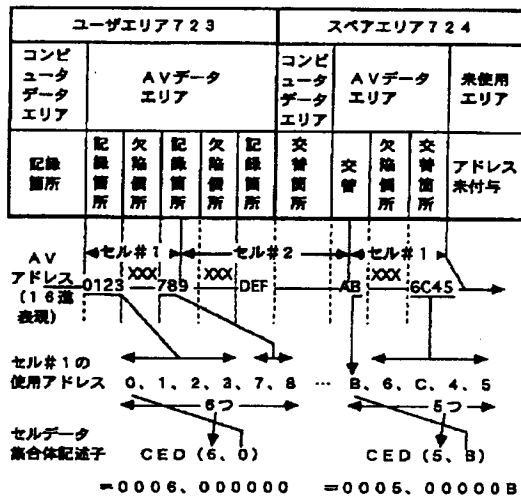 ユーザエリア723
スペアエリア724
コンピュータデータエリア
AVデータエリア
コンピュータデータエリア
AVデータエリア
未使用エリア
記録箇所
記録箇所
欠陥個所
記録箇所
欠陥個所
記録箇所
交替箇所
交替
欠陥個所
交替箇所
アドレス未付与
セル#1
セル#2
セル#1
AVアドレス(16進表現)
0123
XXX
789
XXX
DEF
AB
XXX
6C45
セル#1の使用アドレス
0、1、2、3、7、8 … B、6、C、4、5
6つ
5つ
セルデータ集合体記述子
CED(6、0)
CED(5、B)
=0006、000000
=0005、00000B